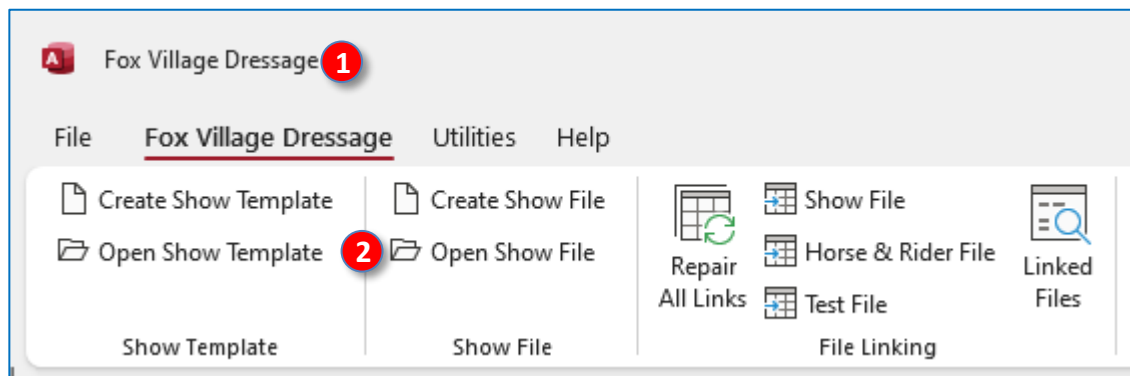 A Fox Village Dressage 1
File Fox Village Dressage Utilities Help
Create Show Template Create Show File Show File
Open Show Template 2 Open Show File Horse & Rider File
Repair All Links Test File Linked Files
Show Template Show File File Linking